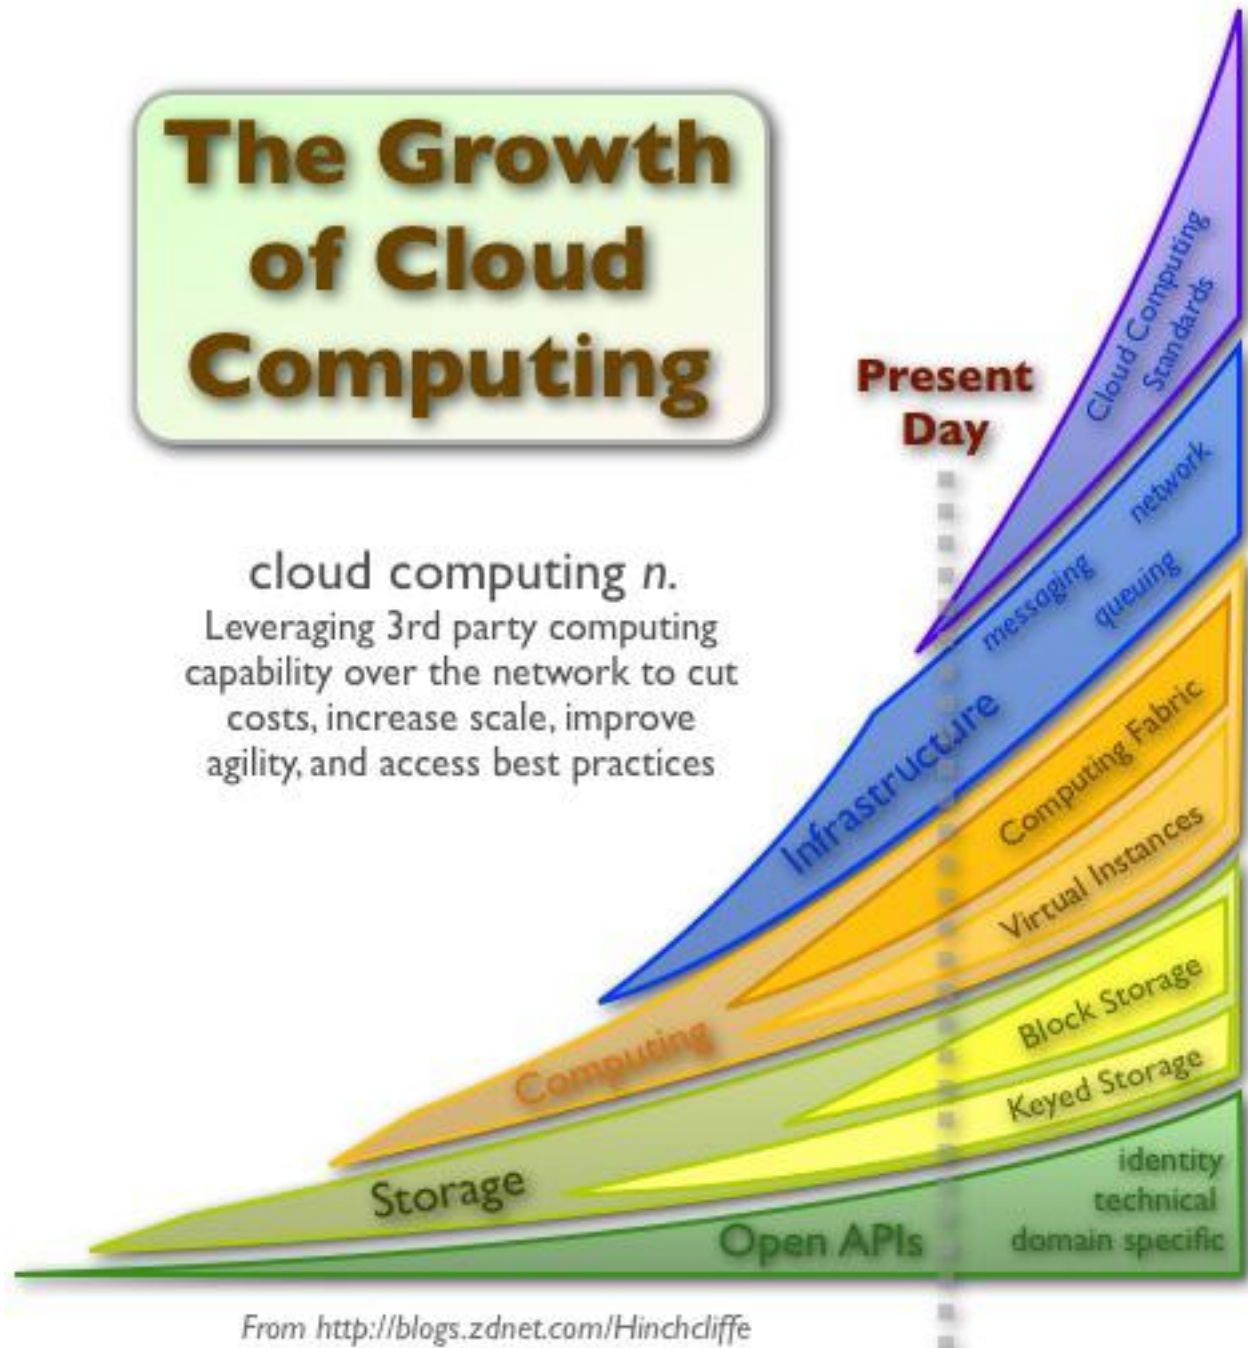 The Growth
of Cloud
Computing
cloud computing n.
Leveraging 3rd party computing
capability over the network to cut
costs, increase scale, improve
agility, and access best practices
Present
Day
Cloud Computing
Standards
network
messaging
queuing
Infrastructure
Computing Fabric
Virtual Instances
Computing
Block Storage
Keyed Storage
Storage
identity
technical
domain specific
Open APIs
From http://blogs.zdnet.com/Hinchcliffe